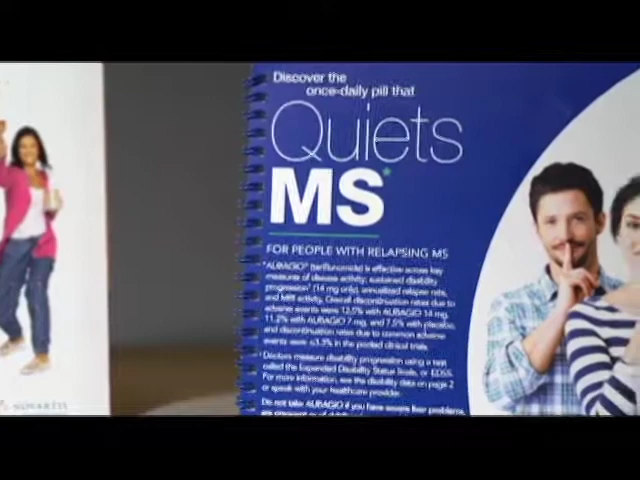 Discover the
once-daily pill that
Quiets
MS*
FOR PEOPLE WITH RELAPSING MS
*AUBAGIO® (teriflunomide) is effective across key
measures of disease activity: sustained disability
progression† (14 mg only), annualized relapse rate,
and MRI activity. Overall discontinuation rates due to
adverse events were 12.5% with AUBAGIO 14 mg,
11.2% with AUBAGIO 7 mg, and 7.5% with placebo,
and discontinuation rates due to common adverse
events were ≤3.3% in the pooled clinical trials.
†Doctors measure disability progression using a test
called the Expanded Disability Status Scale, or EDSS.
For more information, see the disability data on page 2
or speak with your healthcare provider.
Do not take AUBAGIO if you have severe liver problems,
NOVARTIS